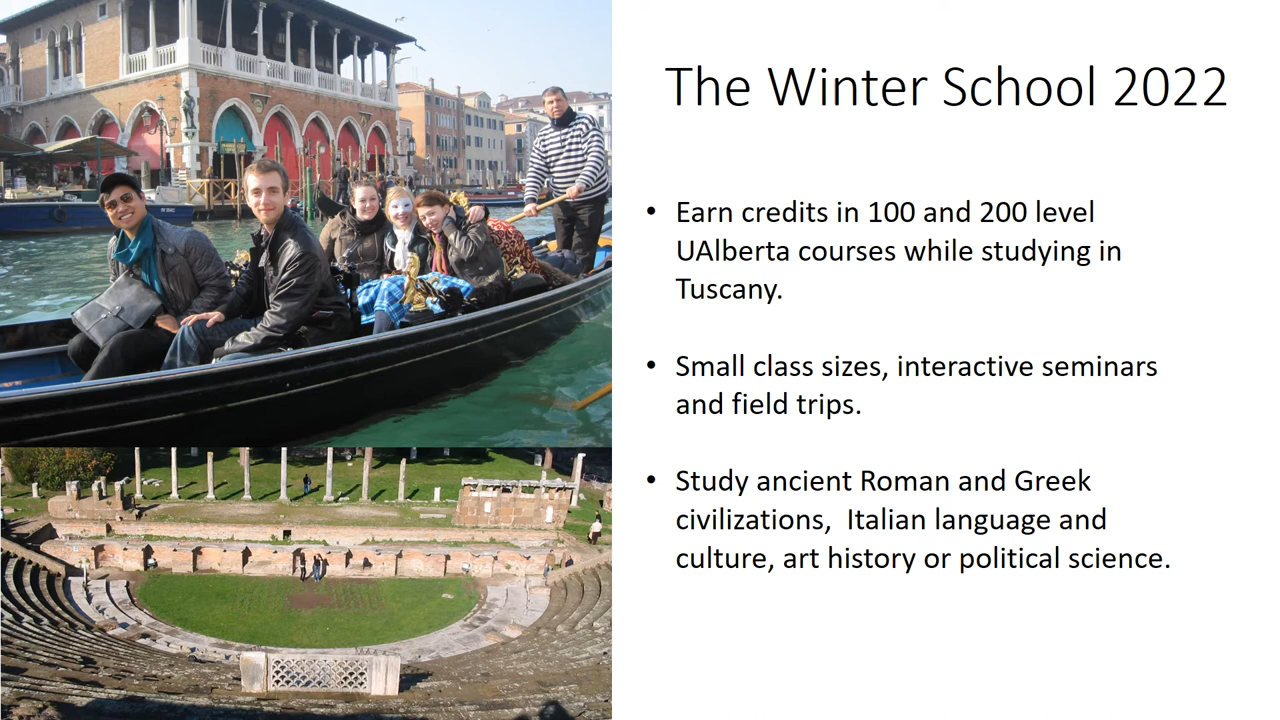 The Winter School 2022
• Earn credits in 100 and 200 level
UAlberta courses while studying in
Tuscany.
• Small class sizes, interactive seminars
and field trips.
• Study ancient Roman and Greek
civilizations,  Italian language and
culture, art history or political science.